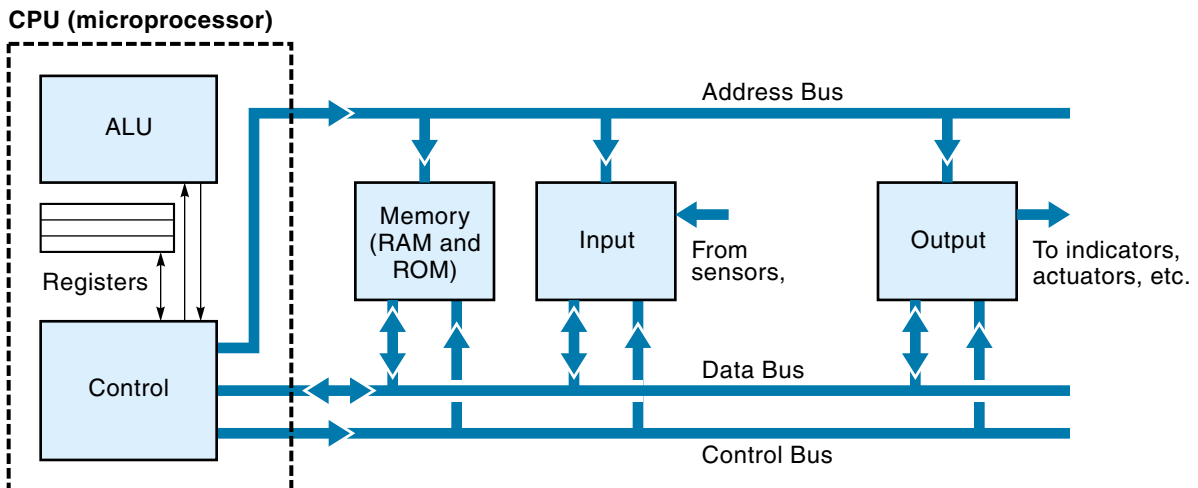 CPU (microprocessor)
ALU
Registers
Control
Address Bus
Memory
(RAM and
ROM)
Input
From
sensors,
Output
To indicators,
actuators, etc.
Data Bus
Control Bus